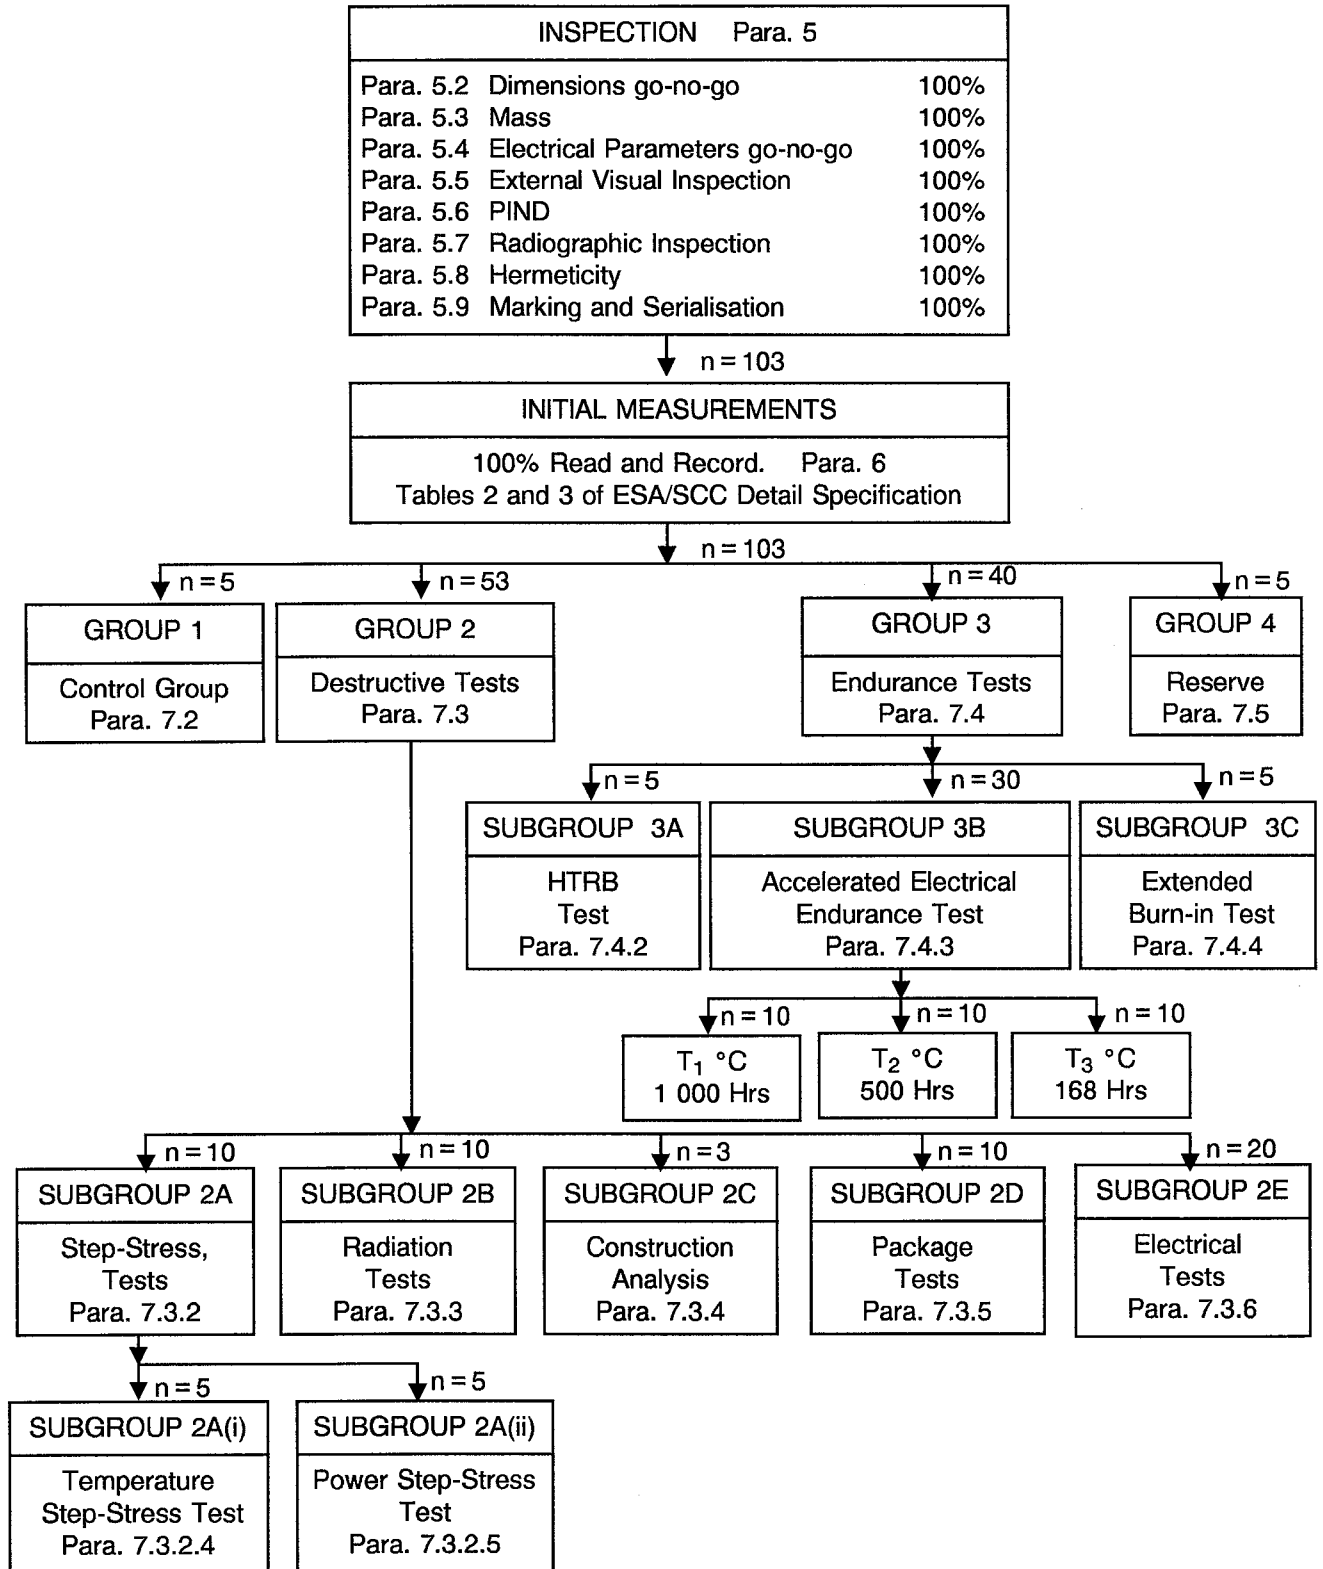 INSPECTION Para. 5
Para. 5.2 Dimensions go-no-go 100%
Para. 5.3 Mass 100%
Para. 5.4 Electrical Parameters go-no-go 100%
Para. 5.5 External Visual Inspection 100%
Para. 5.6 PIND 100%
Para. 5.7 Radiographic Inspection 100%
Para. 5.8 Hermeticity 100%
Para. 5.9 Marking and Serialisation 100%
n = 103
INITIAL MEASUREMENTS
100% Read and Record. Para. 6
Tables 2 and 3 of ESA/SCC Detail Specification
n = 103
n = 5
GROUP 1
Control Group
Para. 7.2
n = 53
GROUP 2
Destructive Tests
Para. 7.3
n = 40
GROUP 3
Endurance Tests
Para. 7.4
n = 5
GROUP 4
Reserve
Para. 7.5
n = 5
SUBGROUP 3A
HTRB
Test
Para. 7.4.2
n = 30
SUBGROUP 3B
Accelerated Electrical
Endurance Test
Para. 7.4.3
n = 5
SUBGROUP 3C
Extended
Burn-in Test
Para. 7.4.4
n = 10
T1 °C
1 000 Hrs
n = 10
T2 °C
500 Hrs
n = 10
T3 °C
168 Hrs
n = 10
SUBGROUP 2A
Step-Stress,
Tests
Para. 7.3.2
n = 10
SUBGROUP 2B
Radiation
Tests
Para. 7.3.3
n = 3
SUBGROUP 2C
Construction
Analysis
Para. 7.3.4
n = 10
SUBGROUP 2D
Package
Tests
Para. 7.3.5
n = 20
SUBGROUP 2E
Electrical
Tests
Para. 7.3.6
n = 5
SUBGROUP 2A(i)
Temperature
Step-Stress Test
Para. 7.3.2.4
n = 5
SUBGROUP 2A(ii)
Power Step-Stress
Test
Para. 7.3.2.5